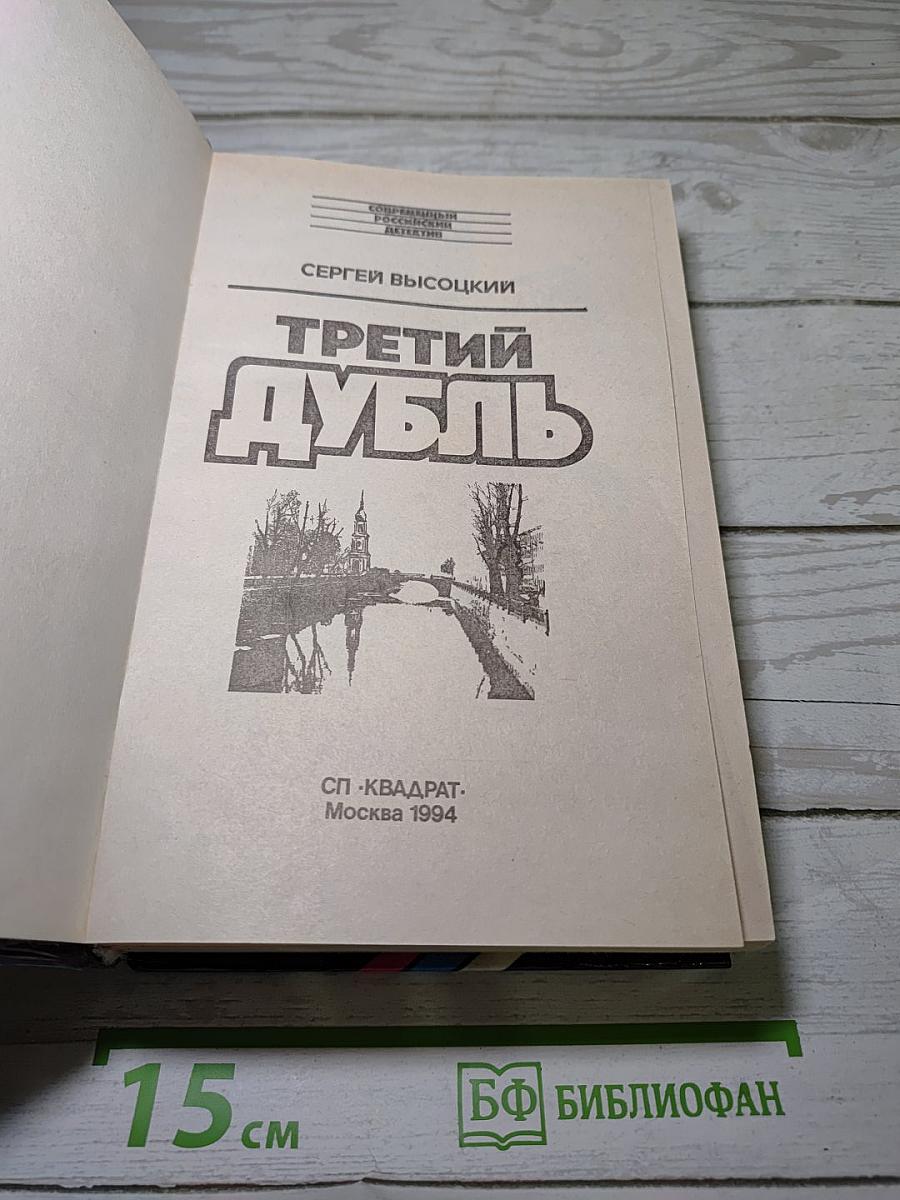 СОВРЕМЕННЫЙ
РОССИЙСКИЙ
ДЕТЕКТИВ
СЕРГЕЙ ВЫСОЦКИЙ
ТРЕТИЙ
ДУБЛЬ
СП «КВАДРАТ»
Москва 1994
15 см
БФ БИБЛИОФАН